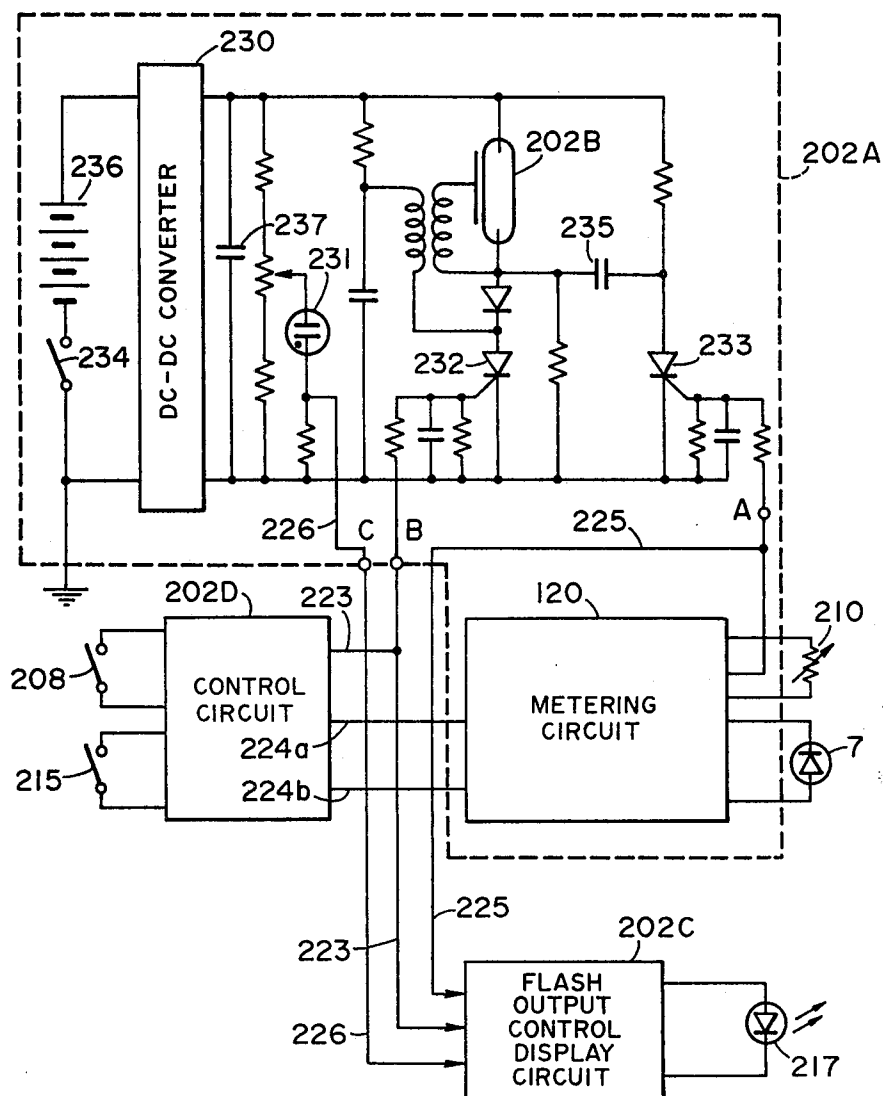 230
202A
202B
236
DC-DC CONVERTER
237
231
235
234
232
233
226
C
B
225
A
202D
223
120
210
208
CONTROL
CIRCUIT
METERING
CIRCUIT
224a
7
215
224b
225
202C
223
FLASH
OUTPUT
CONTROL
DISPLAY
CIRCUIT
226
217